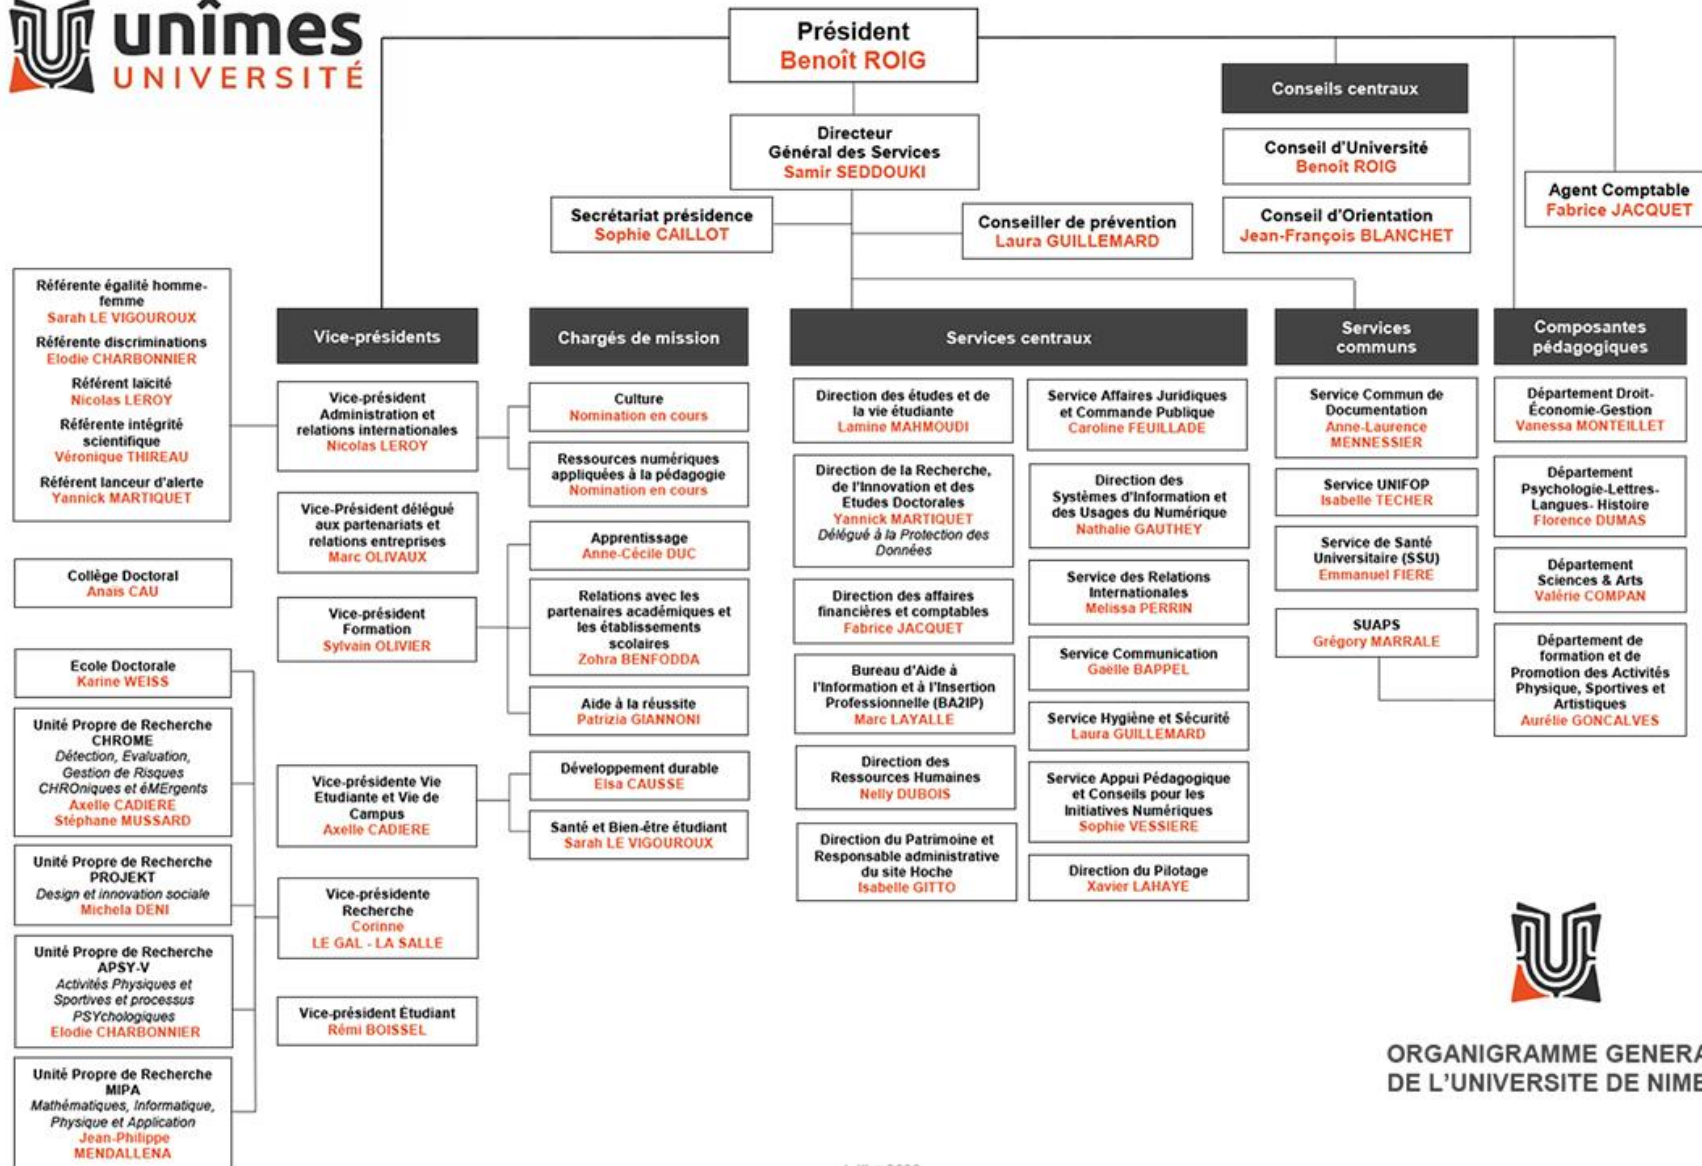 unîmes
UNIVERSITÉ
Président
Benoît ROIG
Directeur
Général des Services
Samir SEDDOUKI
Secrétariat présidence
Sophie CAILLOT
Conseiller de prévention
Laura GUILLEMARD
Conseils centraux
Conseil d'Université
Benoît ROIG
Conseil d'Orientation
Jean-François BLANCHET
Agent Comptable
Fabrice JACQUET
Référente égalité homme-
femme
Sarah LE VIGOUROUX
Référente discriminations
Elodie CHARBONNIER
Référent laïcité
Nicolas LEROY
Référente intégrité
scientifique
Véronique THIREAU
Référent lanceur d'alerte
Yannick MARTIQUET
Collège Doctoral
Anais CAU
Ecole Doctorale
Karine WEISS
Unité Propre de Recherche
CHROME
Détection, Evaluation,
Gestion de Risques
CHROniques et éMErgents
Axelle CADIERE
Stéphane MUSSARD
Unité Propre de Recherche
PROJEKT
Design et innovation sociale
Michela DENI
Unité Propre de Recherche
APSY-V
Activités Physiques et
Sportives et processus
PSYchologiques
Elodie CHARBONNIER
Unité Propre de Recherche
MIPA
Mathématiques, Informatique,
Physique et Application
Jean-Philippe
MENDALLENA
Vice-présidents
Vice-président
Administration et
relations internationales
Nicolas LEROY
Vice-Président délégué
aux partenariats et
relations entreprises
Marc OLIVAUX
Vice-président
Formation
Sylvain OLIVIER
Vice-présidente Vie
Etudiante et Vie de
Campus
Axelle CADIERE
Vice-présidente
Recherche
Corinne
LE GAL - LA SALLE
Vice-président Étudiant
Rémi BOISSEL
Chargés de mission
Culture
Nomination en cours
Ressources numériques
appliquées à la pédagogie
Nomination en cours
Apprentissage
Anne-Cécile DUC
Relations avec les
partenaires académiques et
les établissements
scolaires
Zohra BENFODDA
Aide à la réussite
Patrizia GIANNONI
Développement durable
Elsa CAUSSE
Santé et Bien-être étudiant
Sarah LE VIGOUROUX
Services centraux
Direction des études et de
la vie étudiante
Lamine MAHMOUDI
Direction de la Recherche,
de l'Innovation et des
Etudes Doctorales
Yannick MARTIQUET
Délégué à la Protection des
Données
Direction des affaires
financières et comptables
Fabrice JACQUET
Bureau d'Aide à
l'Information et à l'Insertion
Professionnelle (BA2IP)
Marc LAYALLE
Direction des
Ressources Humaines
Nelly DUBOIS
Direction du Patrimoine et
Responsable administrative
du site Hoche
Isabelle GITTO
Service Affaires Juridiques
et Commande Publique
Caroline FEUILLADE
Direction des
Systèmes d'Information et
des Usages du Numérique
Nathalie GAUTHEY
Service des Relations
Internationales
Melissa PERRIN
Service Communication
Gaëlle BAPPEL
Service Hygiène et Sécurité
Laura GUILLEMARD
Service Appui Pédagogique
et Conseils pour les
Initiatives Numériques
Sophie VESSIERE
Direction du Pilotage
Xavier LAHAYE
Services
communs
Service Commun de
Documentation
Anne-Laurence
MENNESSIER
Service UNIFOP
Isabelle TECHER
Service de Santé
Universitaire (SSU)
Emmanuel FIERE
SUAPS
Grégory MARRALE
Composantes
pédagogiques
Département Droit-
Économie-Gestion
Vanessa MONTEILLET
Département
Psychologie-Lettres-
Langues- Histoire
Florence DUMAS
Département
Sciences & Arts
Valérie COMPAN
Département de
formation et de
Promotion des Activités
Physique, Sportives et
Artistiques
Aurélie GONCALVES
ORGANIGRAMME GENERA
DE L'UNIVERSITE DE NIME